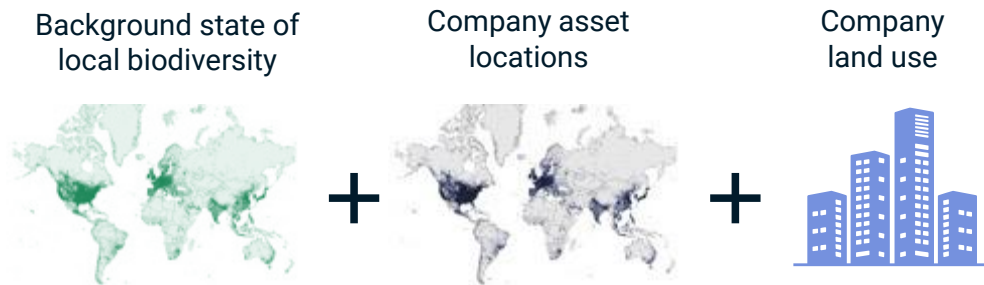 Background state of
local biodiversity
Company asset
locations
Company
land use
+
+